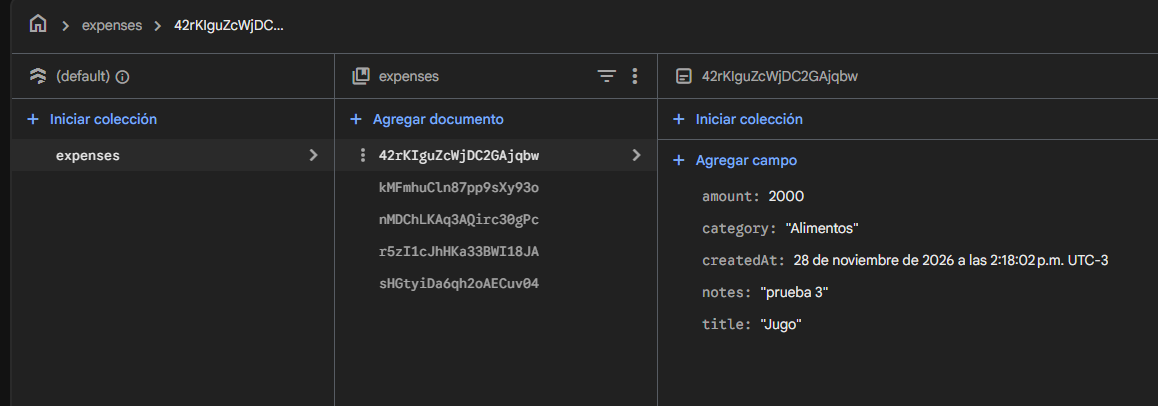 expenses > 42rKIguZcWjDC...
(default)
expenses
42rKIguZcWjDC2GAjqbw
+ Iniciar colección
+ Agregar documento
+ Iniciar colección
expenses
42rKIguZcWjDC2GAjqbw
kMFmhuCln87pp9sXy93o
nMDChLKAq3AQirc30gPc
r5zI1cJhHKa33BWI18JA
sHGtyiDa6qh2oAECuv04
+ Agregar campo
amount: 2000
category: "Alimentos"
createdAt: 28 de noviembre de 2026 a las 2:18:02 p.m. UTC-3
notes: "prueba 3"
title: "Jugo"